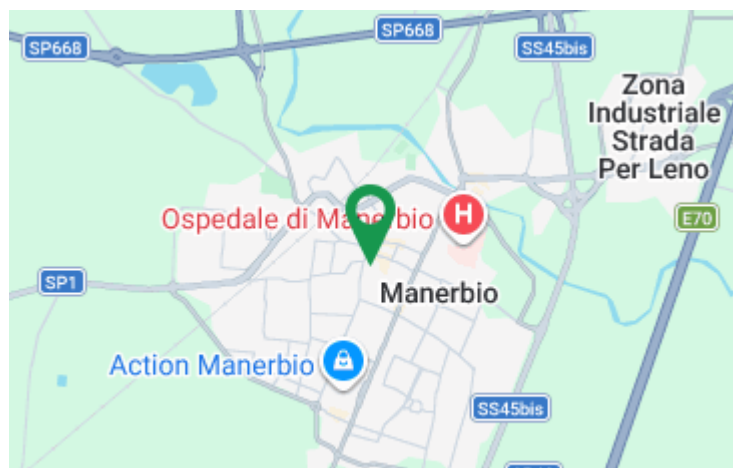 SP668
SP668
SS45bis
Zona
Industriale
Strada
Per Leno
Ospedale di Manerbio
H
E70
SP1
Manerbio
Action Manerbio
SS45bis